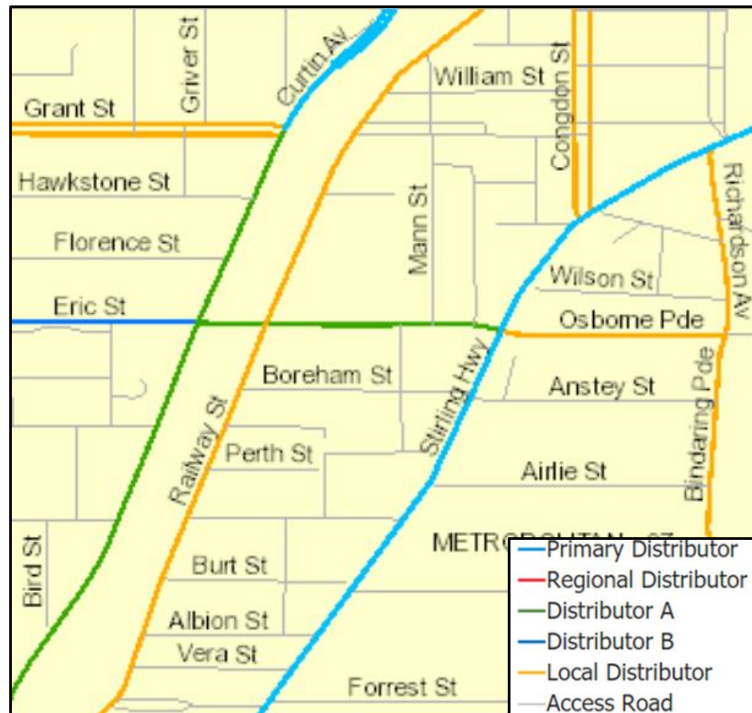 Griver St
Curtin Av
William St
Congdon St
Grant St
Hawkstone St
Mann St
Richardson Av
Florence St
Wilson St
Eric St
Osborne Pde
Boreham St
Stirling Hwy
Anstey St
Bindaring Pde
Railway St
Perth St
Airlie St
Bird St
Burt St
Albion St
Vera St
Forrest St
Primary Distributor
Regional Distributor
Distributor A
Distributor B
Local Distributor
Access Road